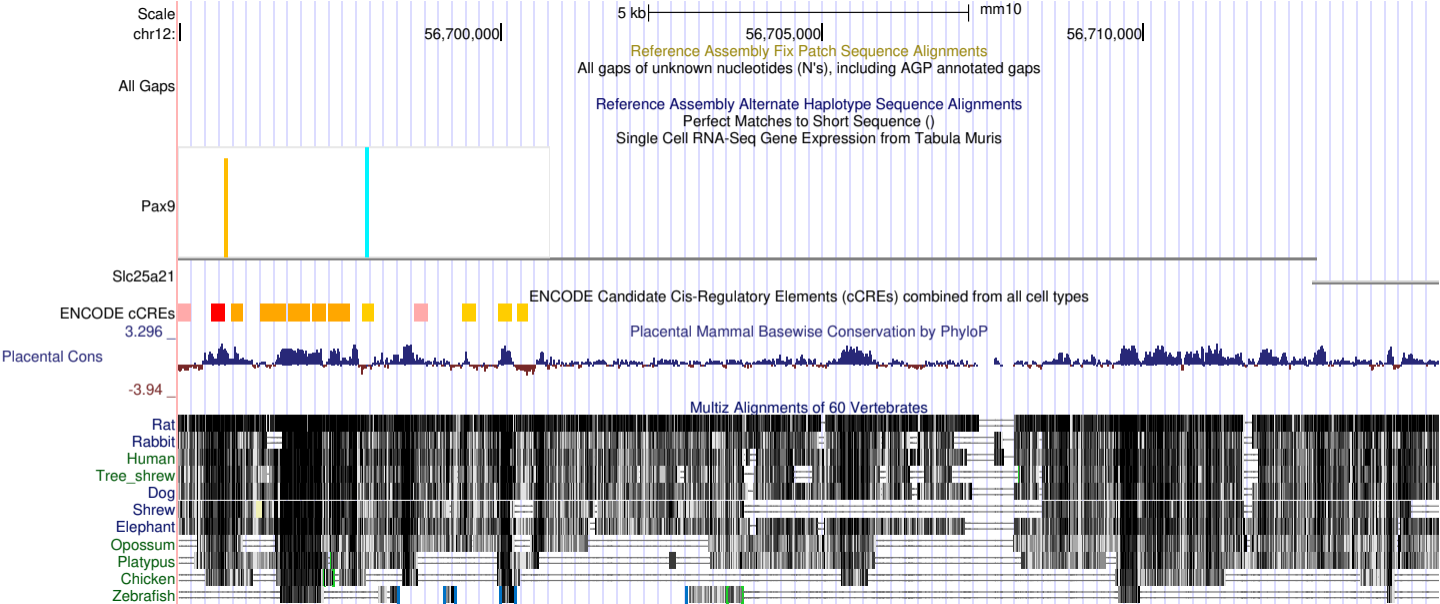 Scale 5 kb mm10
chr12: 56,700,000 56,705,000 56,710,000
Reference Assembly Fix Patch Sequence Alignments
All gaps of unknown nucleotides (N's), including AGP annotated gaps
All Gaps
Reference Assembly Alternate Haplotype Sequence Alignments
Perfect Matches to Short Sequence ()
Single Cell RNA-Seq Gene Expression from Tabula Muris
Pax9
Slc25a21
ENCODE Candidate Cis-Regulatory Elements (cCREs) combined from all cell types
ENCODE cCREs
3.296 _
Placental Mammal Basewise Conservation by PhyloP
Placental Cons
-3.94 _
Multiz Alignments of 60 Vertebrates
Rat
Rabbit
Human
Tree_shrew
Dog
Shrew
Elephant
Opossum
Platypus
Chicken
Zebrafish